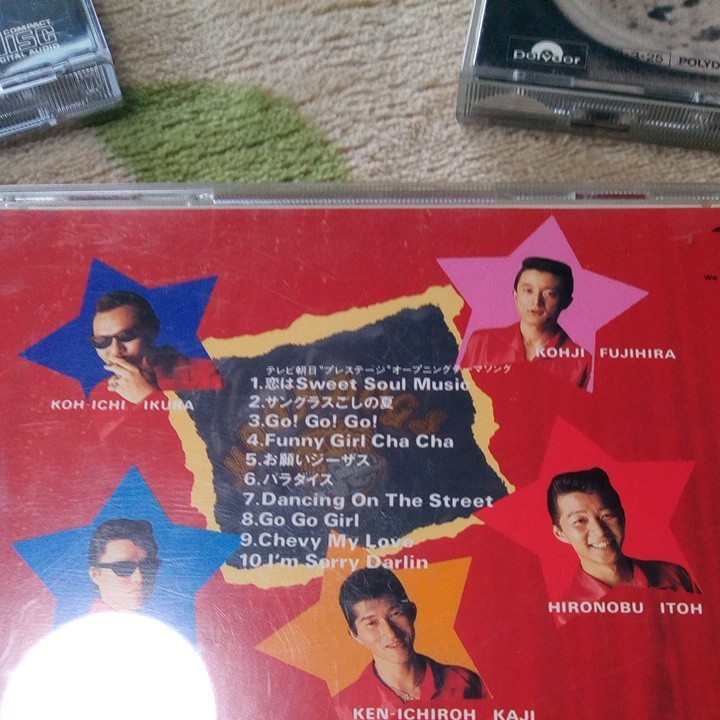 COMPACT
DISC
DIGITAL AUDIO
polydor
POLYD
We
KOHJI FUJIHIRA
KOH-ICHI IKURA
テレビ朝日"プレステージ"オープニングテーマソング
1.恋はSweet Soul Music
2.サングラスごしの夏
3.Go! Go! Go!
4.Funny Girl Cha Cha
5.お願いジーザス
6.パラダイス
7.Dancing On The Street
8.Go Go Girl
9.Chevy My Love
10.I'm Sorry Darlin
HIRONOBU ITOH
KEN-ICHIROH KAJI